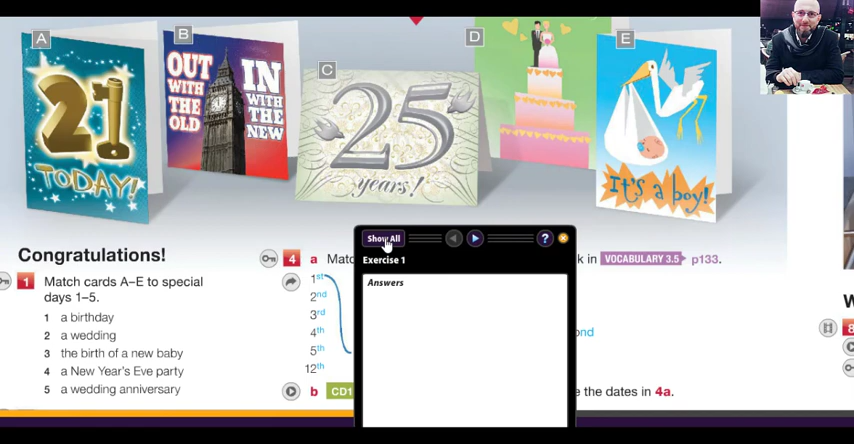 A
B
C
D
E
21
TODAY!
OUT
WITH
THE
OLD
IN
WITH
THE
NEW
25
years!
It's a boy!
Congratulations!
1 Match cards A–E to special
days 1–5.
1 a birthday
2 a wedding
3 the birth of a new baby
4 a New Year's Eve party
5 a wedding anniversary
4 a
k in VOCABULARY 3.5 p133.
1st
2nd
3rd
4th
5th
12th
ond
b CD1
e the dates in 4a.
Show All
?
Exercise 1
Answers
8